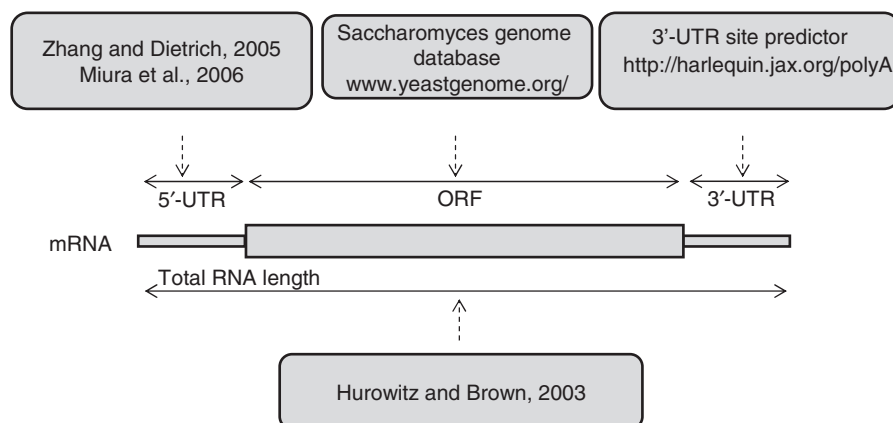 Zhang and Dietrich, 2005
Miura et al., 2006
Saccharomyces genome
database
www.yeastgenome.org/
3’-UTR site predictor
http://harlequin.jax.org/polyA
5′-UTR
ORF
3′-UTR
mRNA
Total RNA length
Hurowitz and Brown, 2003